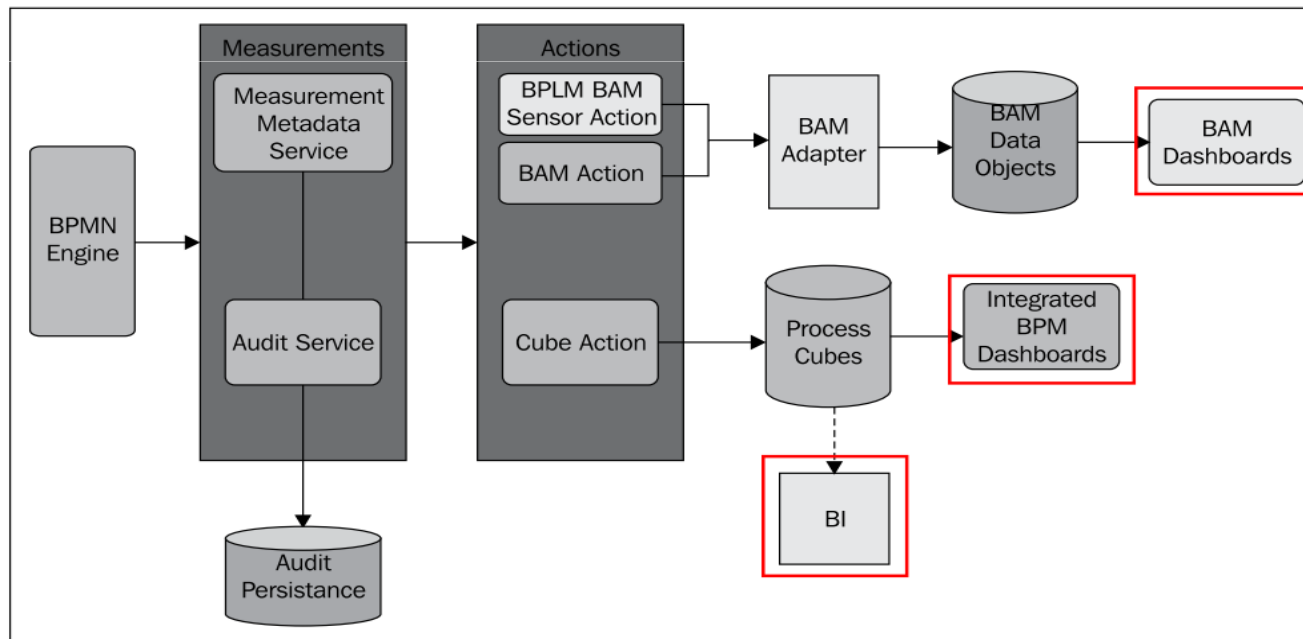 Measurements
Measurement
Metadada
Service
Audit Service
BPMN
Engine
Audit
Persistance
Actions
BPLM BAM
Sensor Action
BAM Action
Cube Action
BAM
Adapter
BAM
Data
Objects
BAM
Dashboards
Process
Cubes
Integrated
BPM
Dashboards
BI